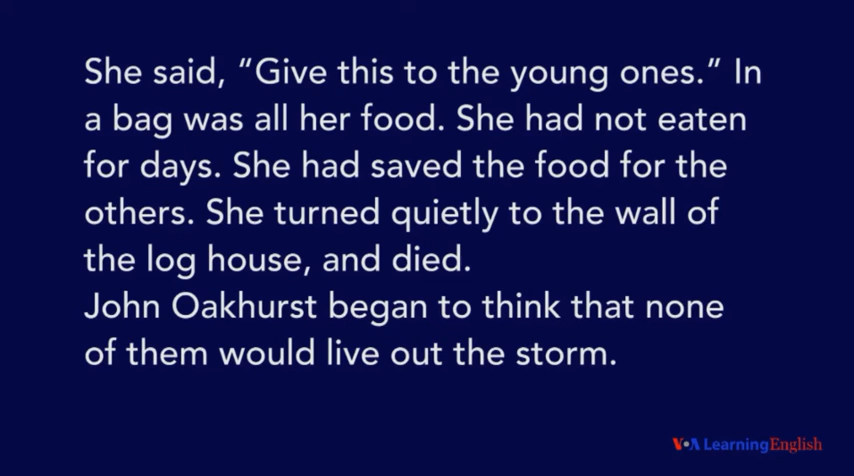 She said, “Give this to the young ones.” In
a bag was all her food. She had not eaten
for days. She had saved the food for the
others. She turned quietly to the wall of
the log house, and died.
John Oakhurst began to think that none
of them would live out the storm.
VOA LearningEnglish